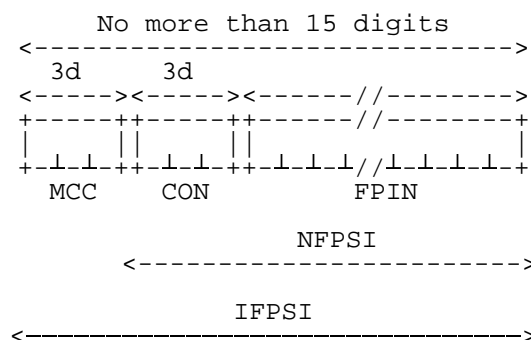 No more than 15 digits
3d 3d
MCC CON FPIN
NFPSI
IFPSI